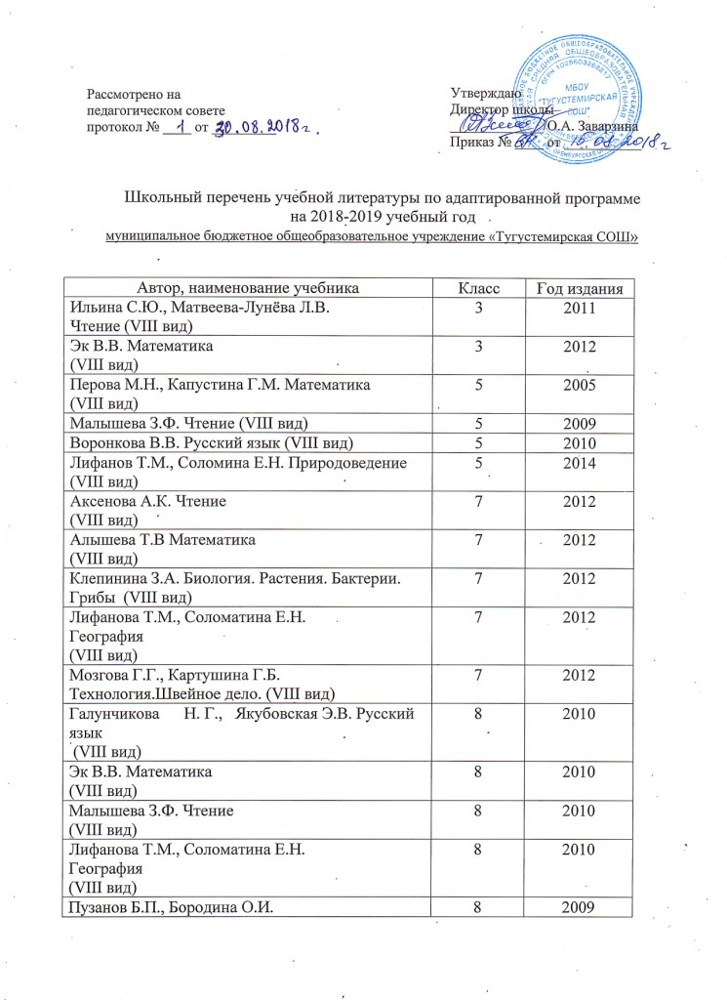 Рассмотрено на
педагогическом совете
протокол № 1 от 30.08.2018г.
Утверждаю
Директор школы
О.А. Заварзина
Приказ № от 15.08.2018г
МБОУ
"ТУГУСТЕМИРСКАЯ
СОШ"
Школьный перечень учебной литературы по адаптированной программе
на 2018-2019 учебный год
муниципальное бюджетное общеобразовательное учреждение «Тугустемирская СОШ»
Автор, наименование учебника Класс Год издания
Ильина С.Ю., Матвеева-Лунёва Л.В. 3 2011
Чтение (VIII вид)
Эк В.В. Математика 3 2012
(VIII вид)
Перова М.Н., Капустина Г.М. Математика 5 2005
(VIII вид)
Малышева З.Ф. Чтение (VIII вид) 5 2009
Воронкова В.В. Русский язык (VIII вид) 5 2010
Лифанов Т.М., Соломина Е.Н. Природоведение 5 2014
(VIII вид)
Аксенова А.К. Чтение 7 2012
(VIII вид)
Алышева Т.В Математика 7 2012
(VIII вид)
Клепинина З.А. Биология. Растения. Бактерии. 7 2012
Грибы (VIII вид)
Лифанова Т.М., Соломатина Е.Н. 7 2012
География
(VIII вид)
Мозгова Г.Г., Картушина Г.Б. 7 2012
Технология.Швейное дело. (VIII вид)
Галунчикова Н. Г., Якубовская Э.В. Русский 8 2010
язык
(VIII вид)
Эк В.В. Математика 8 2010
(VIII вид)
Малышева З.Ф. Чтение 8 2010
(VIII вид)
Лифанова Т.М., Соломатина Е.Н. 8 2010
География
(VIII вид)
Пузанов Б.П., Бородина О.И. 8 2009